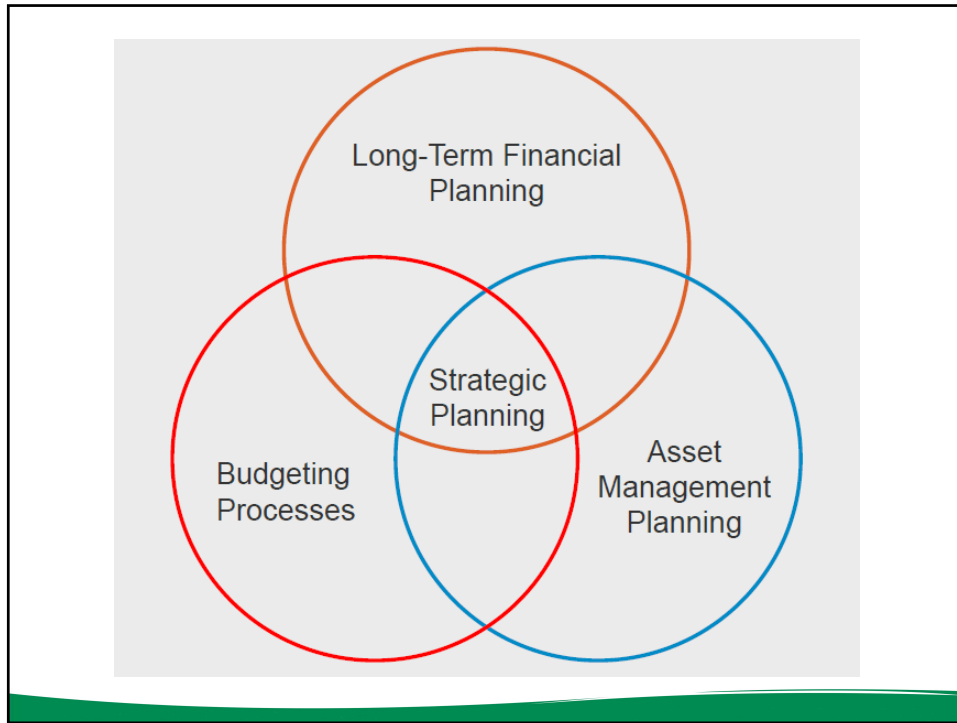 Long-Term Financial
Planning
Strategic
Planning
Budgeting
Processes
Asset
Management
Planning